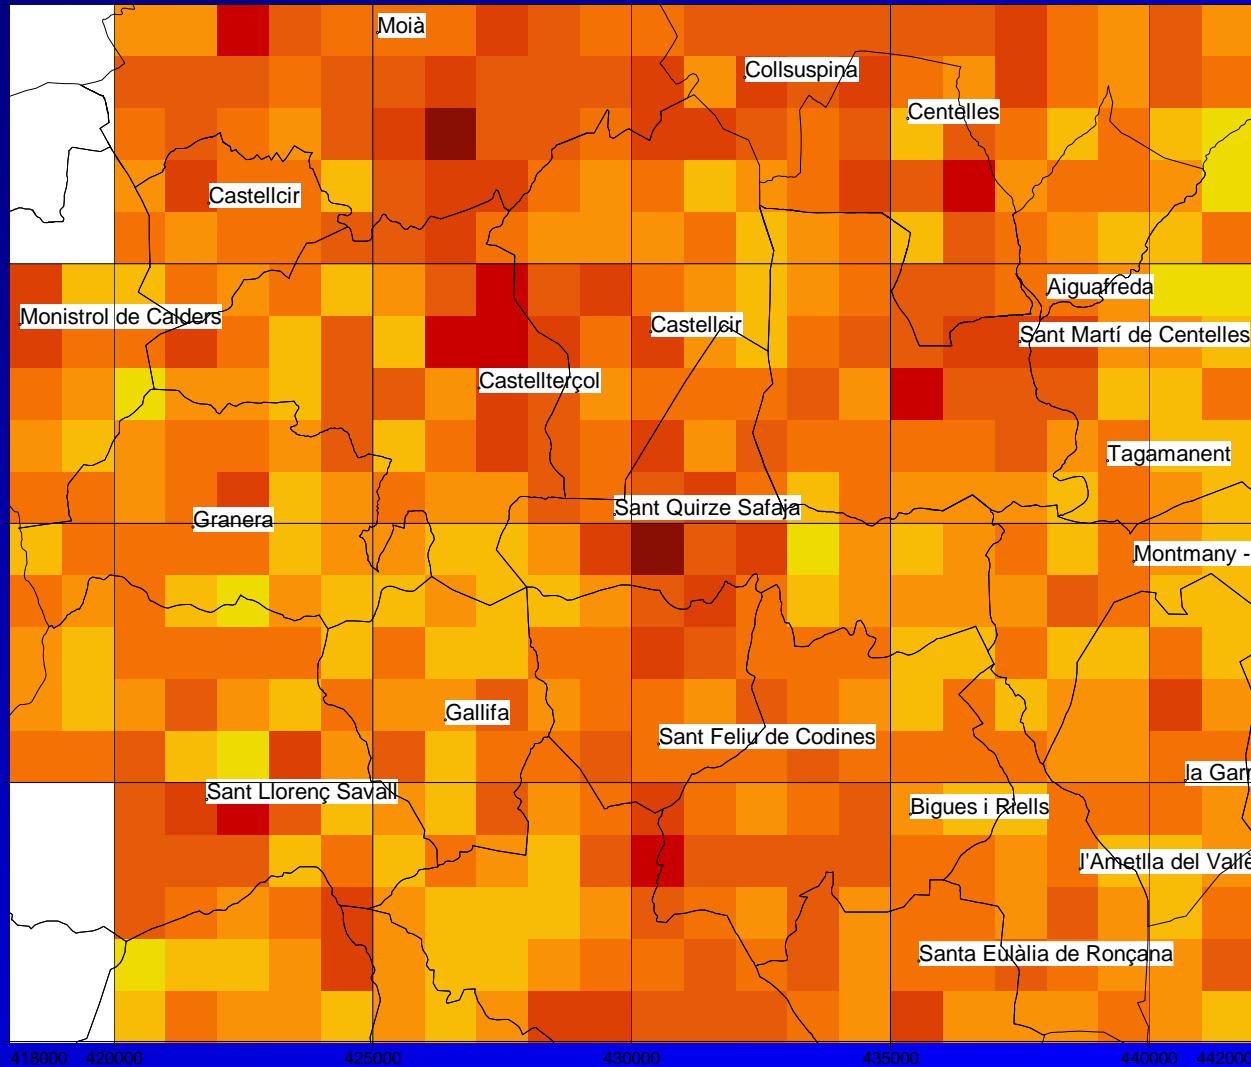 Moià
Collsuspina
Centelles
Castellcir
Aiguafreda
Monistrol de Calders
Castellcir
Sant Martí de Centelles
Castellterçol
Tagamanent
Sant Quirze Safaja
Granera
Montmany -
Gallifa
Sant Feliu de Codines
la Garr
Sant Llorenç Savall
Bigues i Riells
l'Ametlla del Vallè
Santa Eulàlia de Ronçana
418000 420000 425000 430000 435000 440000 442000